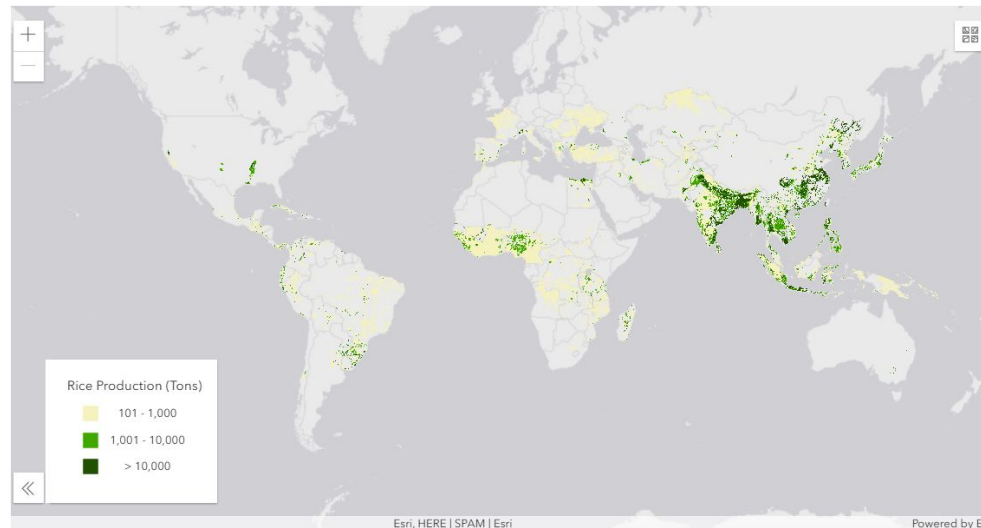 Rice Production (Tons)
101 - 1,000
1,001 - 10,000
> 10,000
Esri, HERE | SPAM | Esri
Powered by E